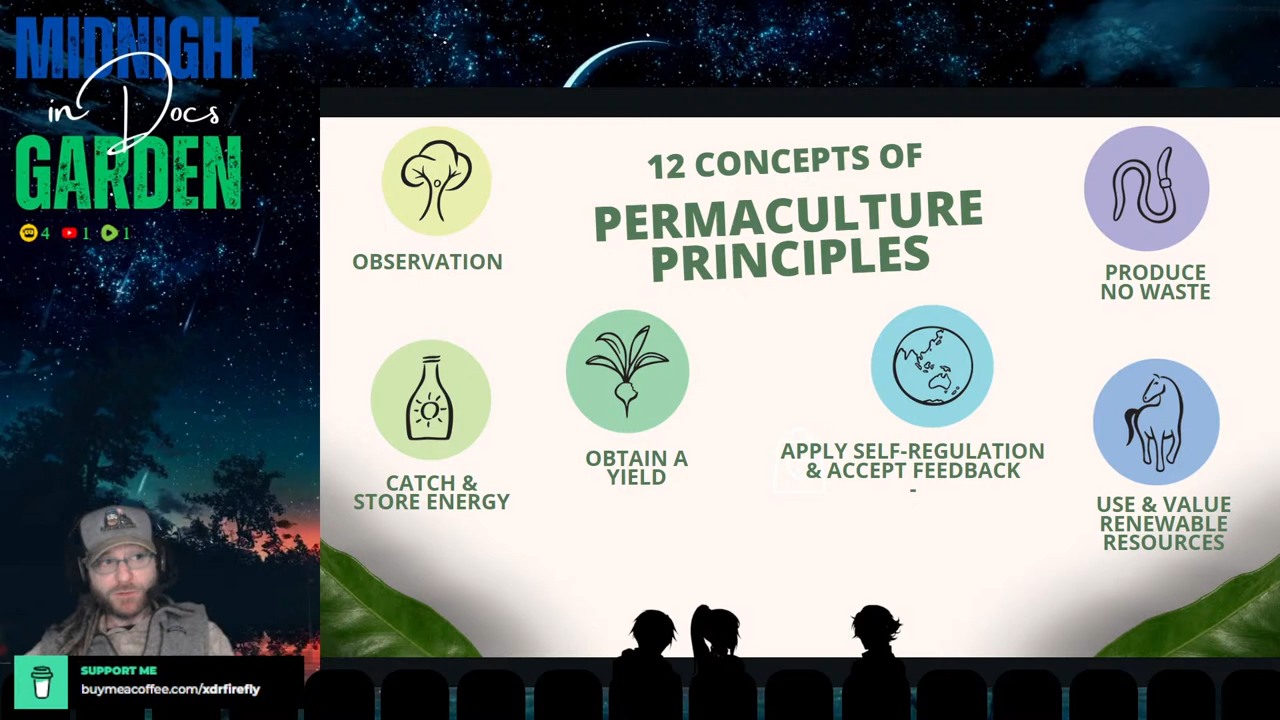 MIDNIGHT
in Docs
GARDEN
4 1 1
12 CONCEPTS OF
PERMACULTURE
PRINCIPLES
OBSERVATION
PRODUCE
NO WASTE
CATCH &
STORE ENERGY
OBTAIN A
YIELD
APPLY SELF-REGULATION
& ACCEPT FEEDBACK
-
USE & VALUE
RENEWABLE
RESOURCES
SUPPORT ME
buymeacoffee.com/xdrfirefly